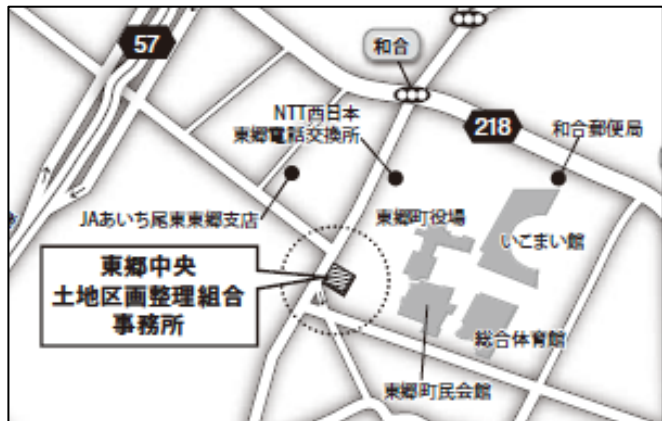 57
和合
NTT西日本
東郷電話交換所
218
和合郵便局
JAあいち尾東東郷支店
東郷町役場
いこまい館
東郷中央
土地区画整理組合
事務所
総合体育館
東郷町民会館